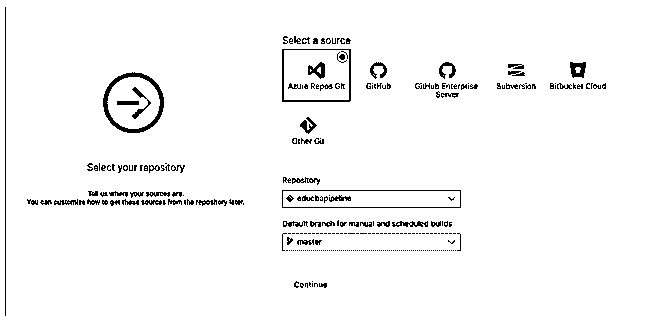 Select a source
Azure Repos Git
GitHub
GitHub Enterprise
Server
Subversion
Bitbucket Cloud
Other Git
Select your repository
Tell us where your sources are.
You can customize how to get these sources from the repository later.
Repository
educbapipeline
Default branch for manual and scheduled builds
master
Continue